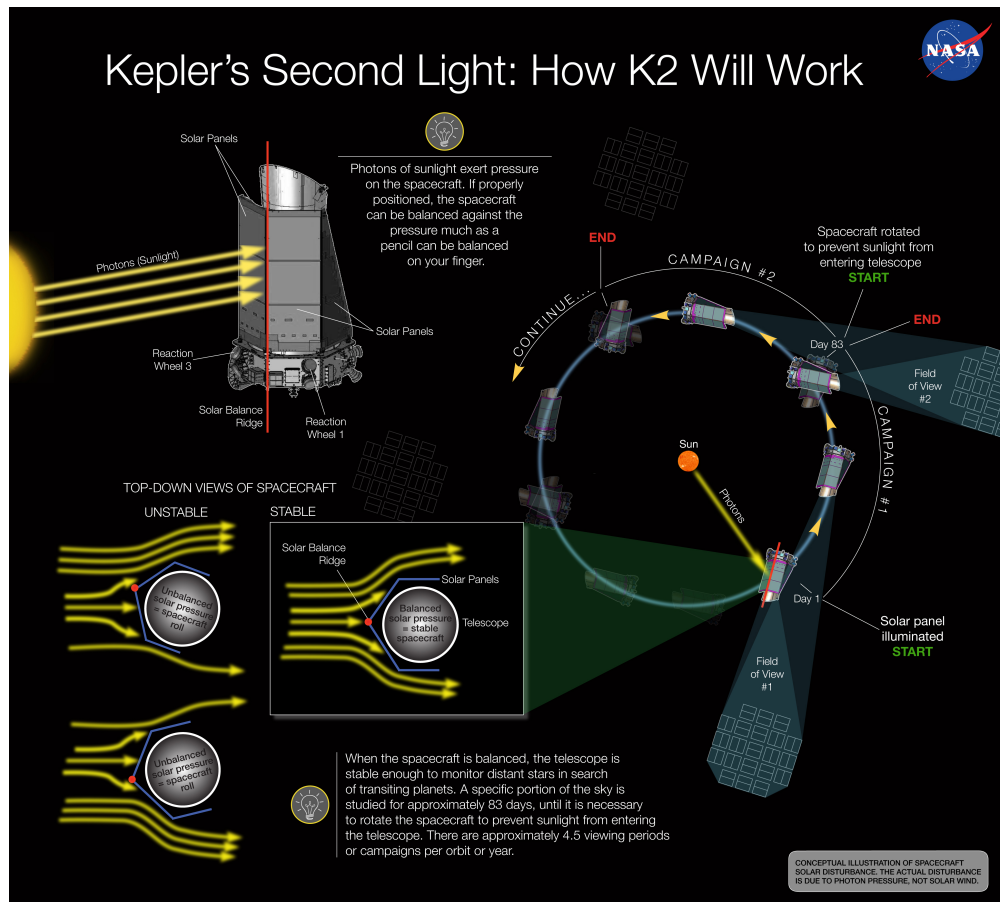 NASA
Kepler's Second Light: How K2 Will Work
Solar Panels
Photons (Sunlight)
Solar Panels
Reaction
Wheel 3
Solar Balance
Ridge
Reaction
Wheel 1
Photons of sunlight exert pressure
on the spacecraft. If properly
positioned, the spacecraft
can be balanced against the
pressure much as a
pencil can be balanced
on your finger.
END
CAMPAIGN #2
CONTINUE....
Spacecraft rotated
to prevent sunlight from
entering telescope
START
END
Day 83
Field
of View
#2
CAMPAIGN #1
Sun
Photons
Day 1
Solar panel
illuminated
START
Field
of View
#1
TOP-DOWN VIEWS OF SPACECRAFT
UNSTABLE
STABLE
Unbalanced
solar pressure
= spacecraft
roll
Solar Balance
Ridge
Solar Panels
Balanced
solar pressure
= stable
spacecraft
Telescope
Unbalanced
solar pressure
= spacecraft
roll
When the spacecraft is balanced, the telescope is
stable enough to monitor distant stars in search
of transiting planets. A specific portion of the sky is
studied for approximately 83 days, until it is necessary
to rotate the spacecraft to prevent sunlight from entering
the telescope. There are approximately 4.5 viewing periods
or campaigns per orbit or year.
CONCEPTUAL ILLUSTRATION OF SPACECRAFT
SOLAR DISTURBANCE. THE ACTUAL DISTURBANCE
IS DUE TO PHOTON PRESSURE, NOT SOLAR WIND.